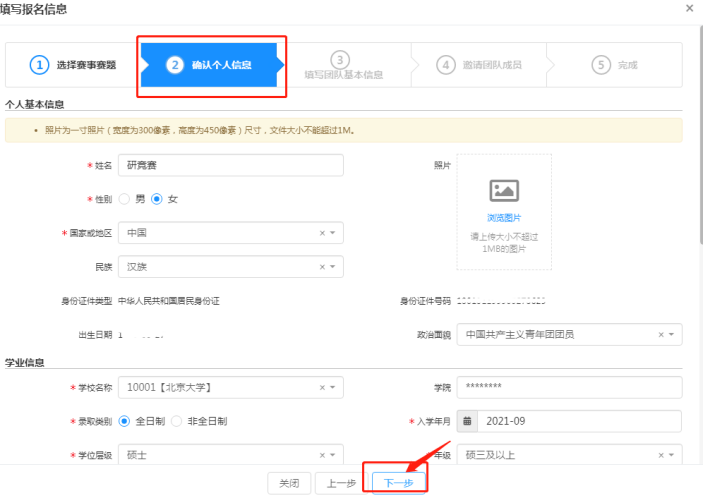 填写报名信息 ×
1 选择赛事赛题 2 确认个人信息 3 填写团队基本信息 4 邀请团队成员 5 完成
个人基本信息
• 照片为一寸照片（宽度为300像素，高度为450像素）尺寸，文件大小不能超过1M。
* 姓名 研竞赛 照片
* 性别 男 女
浏览图片
* 国家或地区 中国 ×
请上传大小不超过
1MB的图片
民族 汉族 ×
身份证件类型 中华人民共和国居民身份证 身份证件号码
出生日期 1 政治面貌 中国共产主义青年团团员 ×
学业信息
* 学校名称 10001【北京大学】 × 学院 ********
* 录取类别 全日制 非全日制 * 入学年月 2021-09
* 学位层级 硕士 × 年级 硕三及以上 ×
关闭 上一步 下一步